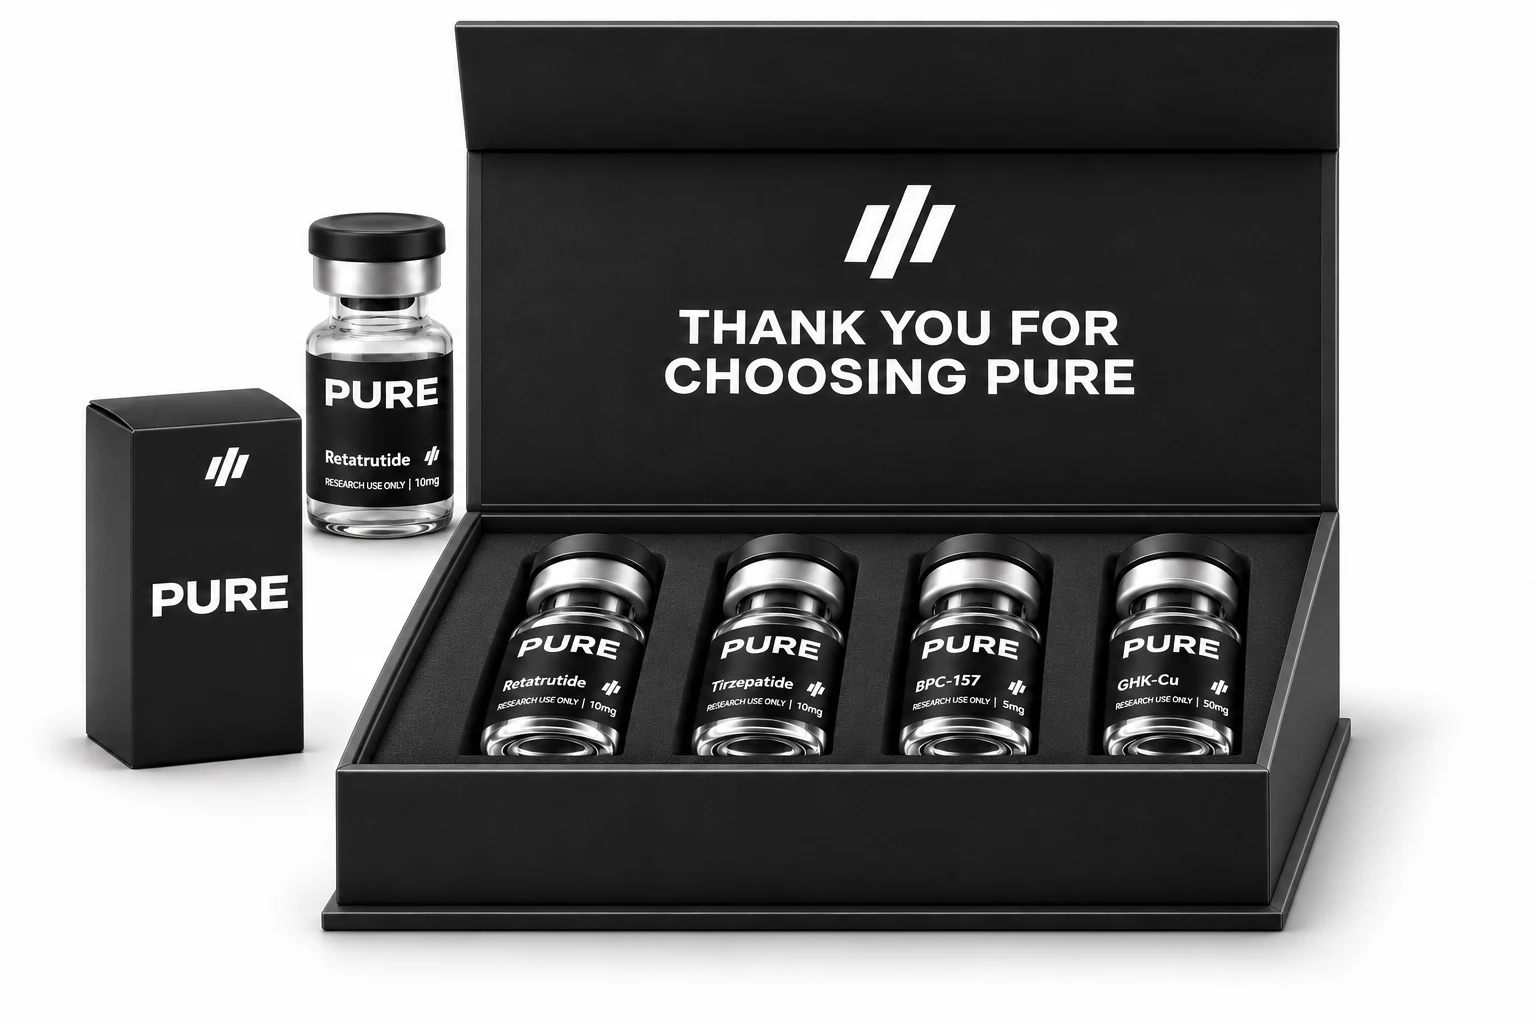 THANK YOU FOR
CHOOSING PURE
PURE
Retatrutide
RESEARCH USE ONLY | 10mg
PURE
PURE
Retatrutide
RESEARCH USE ONLY | 10mg
PURE
Tirzepatide
RESEARCH USE ONLY | 10mg
PURE
BPC-157
RESEARCH USE ONLY | 5mg
PURE
GHK-Cu
RESEARCH USE ONLY | 50mg